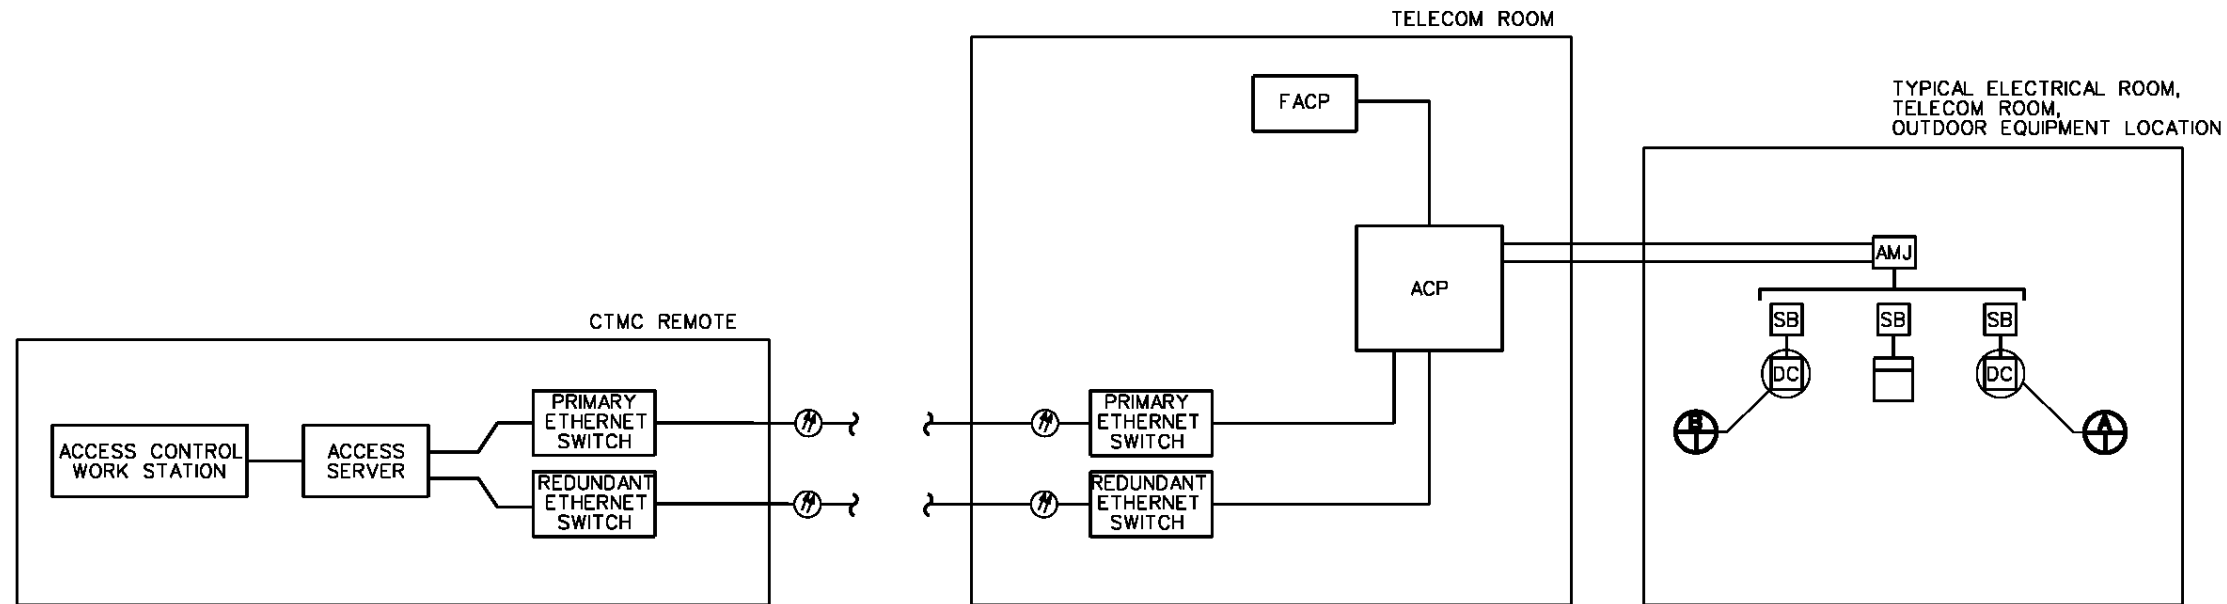 TELECOM ROOM
FACP
TYPICAL ELECTRICAL ROOM,
TELECOM ROOM,
OUTDOOR EQUIPMENT LOCATION
AMJ
ACP
SB
SB
SB
DC
DC
B
A
CTMC REMOTE
ACCESS CONTROL
WORK STATION
ACCESS
SERVER
PRIMARY
ETHERNET
SWITCH
REDUNDANT
ETHERNET
SWITCH
PRIMARY
ETHERNET
SWITCH
REDUNDANT
ETHERNET
SWITCH